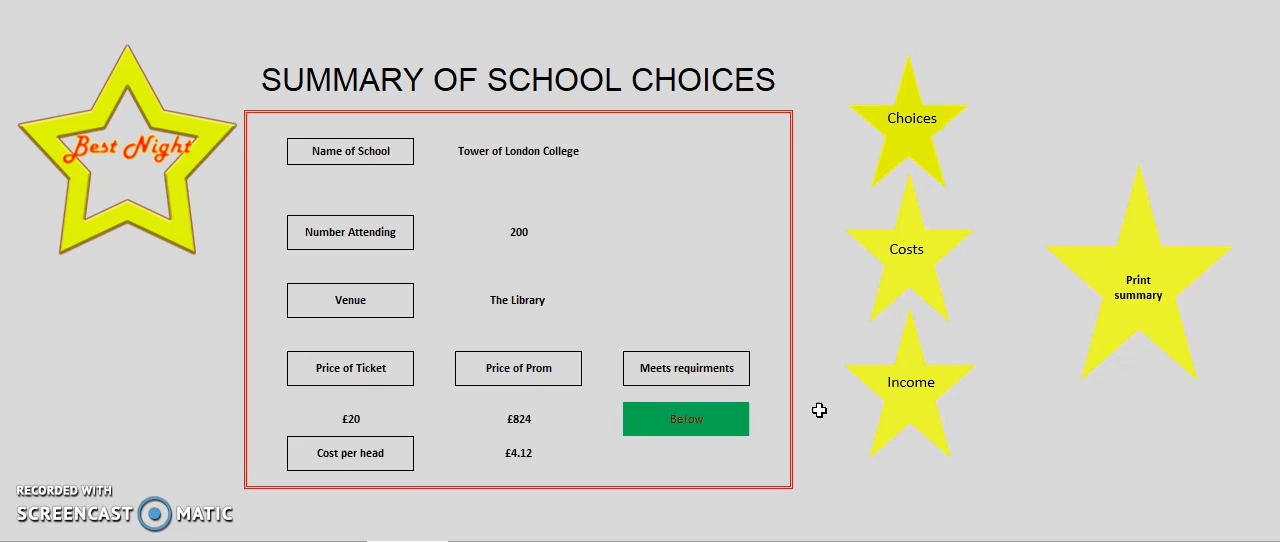 SUMMARY OF SCHOOL CHOICES
Best Night
Name of School Tower of London College
Number Attending 200
Venue The Library
Price of Ticket Price of Prom Meets requirments
£20 £824 Below
Cost per head £4.12
Choices
Costs
Income
Print
summary
RECORDED WITH
SCREENCAST MATIC